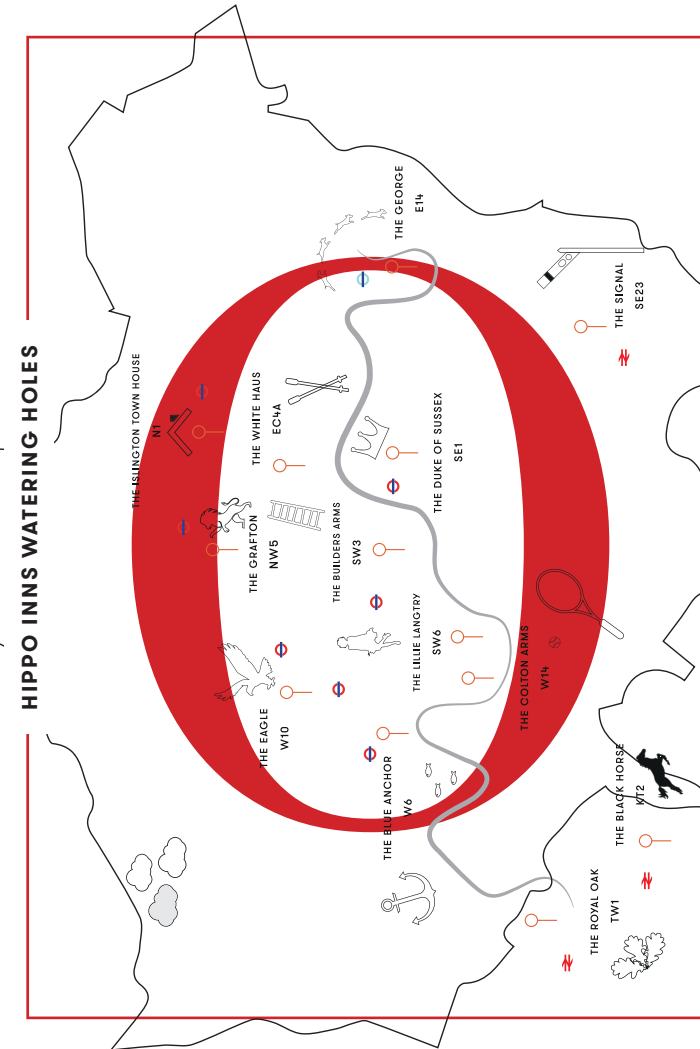 HIPPO INNS WATERING HOLES
THE ISLINGTON TOWN HOUSE
N1
THE GRAFTON
NW5
THE WHITE HAUS
EC4A
THE EAGLE
W10
THE BUILDERS ARMS
SW3
THE GEORGE
E14
THE DUKE OF SUSSEX
SE1
THE LILLIE LANGTRY
SW6
THE BLUE ANCHOR
W6
THE COLTON ARMS
W14
THE SIGNAL
SE23
THE BLACK HORSE
KT2
THE ROYAL OAK
TW1